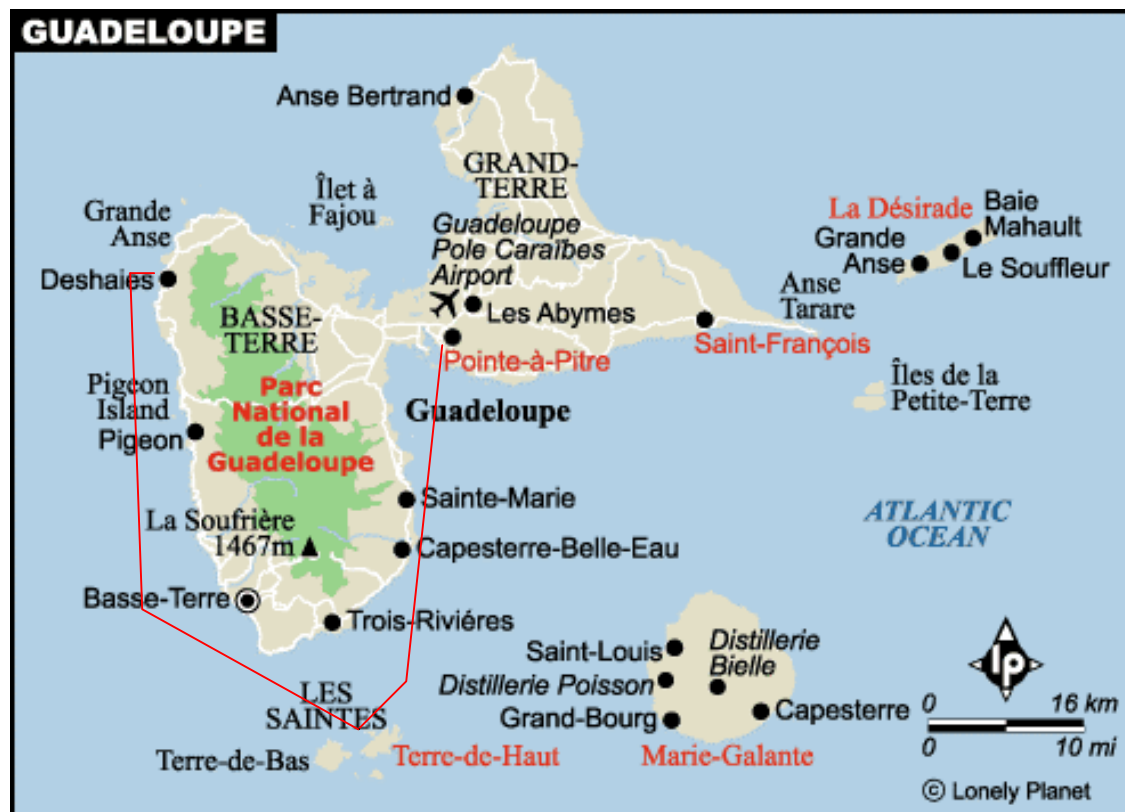 GUADELOUPE
Anse Bertrand
GRAND-
TERRE
Îlet à
Fajou
Grande
Anse
Guadeloupe
Pole Caraïbes
Airport
La Désirade
Baie
Mahault
Grande
Anse
Le Souffleur
Deshaies
Anse
Tarare
Les Abymes
BASSE-
TERRE
Saint-François
Pointe-à-Pitre
Îles de la
Petite-Terre
Pigeon
Island
Pigeon
Parc
National
de la
Guadeloupe
Guadeloupe
Sainte-Marie
ATLANTIC
OCEAN
La Soufrière
1467m
Capesterre-Belle-Eau
Basse-Terre
Trois-Riviéres
Saint-Louis
Distillerie
Bielle
Distillerie Poisson
Grand-Bourg
Capesterre
LES
SAINTES
Terre-de-Bas
Terre-de-Haut
Marie-Galante
lp
0 16 km
0 10 mi
© Lonely Planet